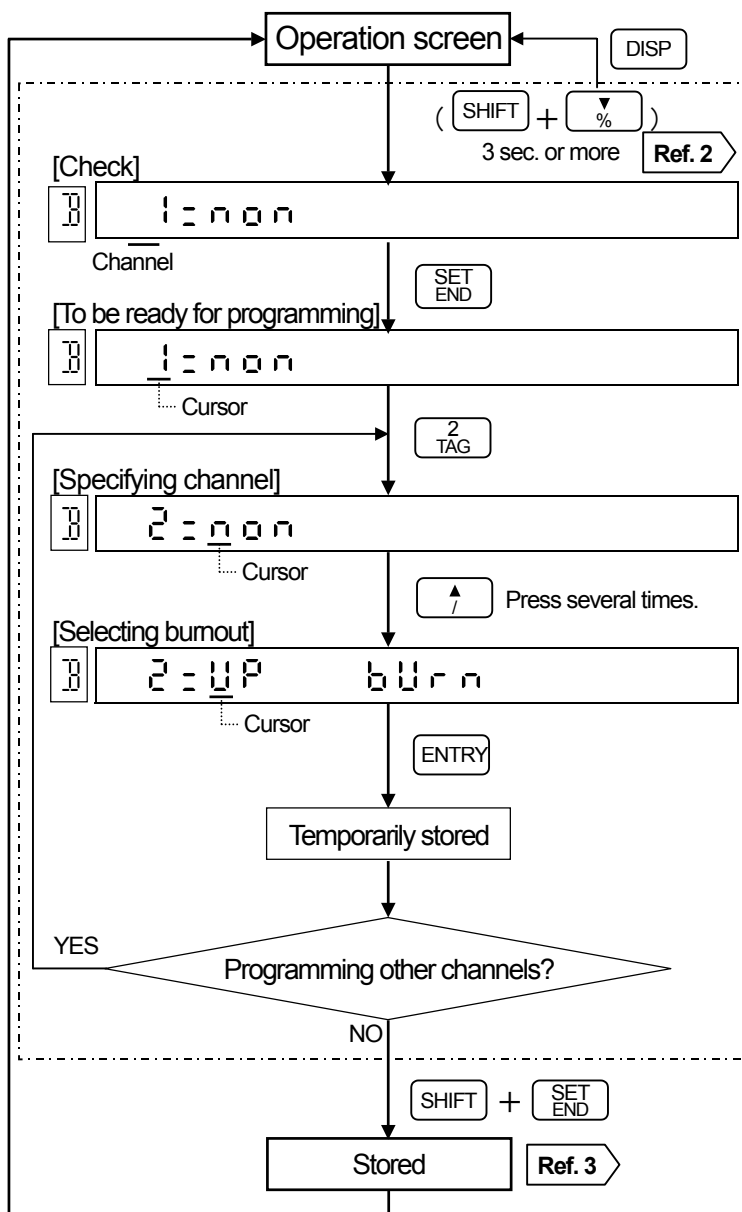 Operation screen
DISP
( SHIFT + ▼ % )
3 sec. or more
Ref. 2
[Check]
B 1=non
Channel
SET
END
[To be ready for programming]
B 1=non
Cursor
2
TAG
[Specifying channel]
B 2=non
Cursor
▲
/
Press several times.
[Selecting burnout]
B 2=UP bUrn
Cursor
ENTRY
Temporarily stored
YES
Programming other channels?
NO
SHIFT + SET END
Stored
Ref. 3